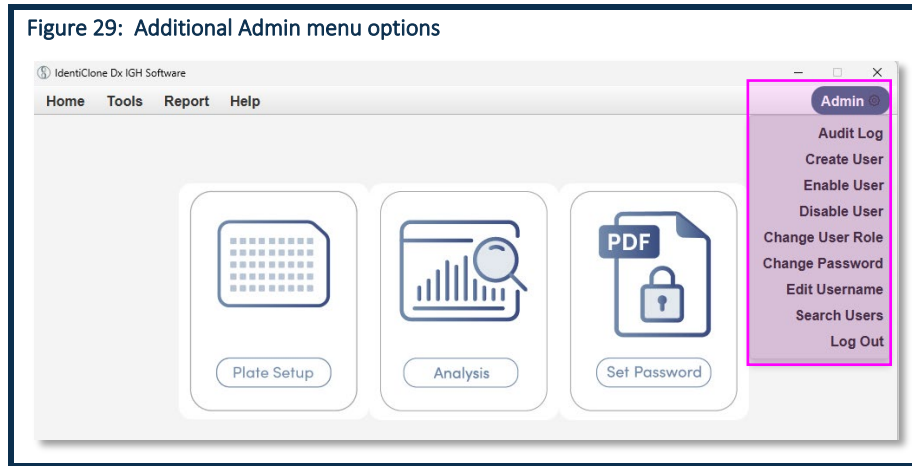 Figure 29: Additional Admin menu options
IdentiClone Dx IGH Software
Home Tools Report Help Admin
Audit Log
Create User
Enable User
Disable User
Change User Role
Change Password
Edit Username
Search Users
Log Out
PDF
Plate Setup Analysis Set Password